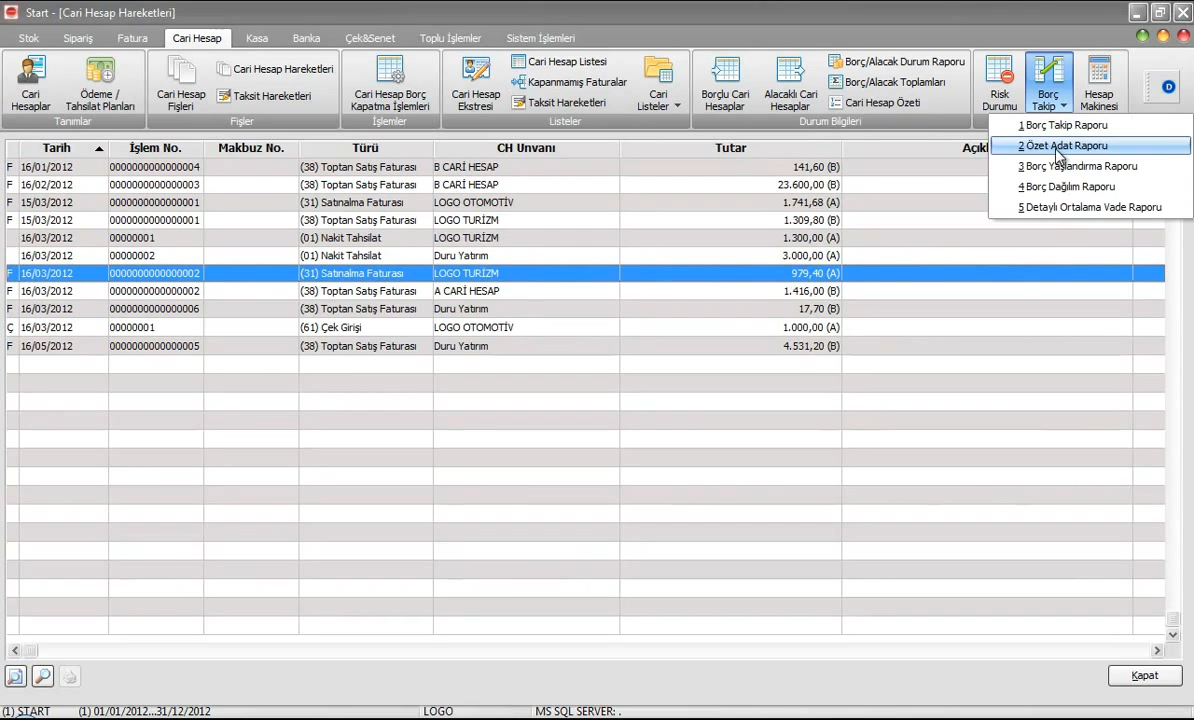 Start - [Cari Hesap Hareketleri]
Stok Sipariş Fatura Cari Hesap Kasa Banka Çek&Senet Toplu İşlemler Sistem İşlemleri
Cari Hesaplar
Ödeme / Tahsilat Planları
Tanımlar
Cari Hesap Fişleri
Cari Hesap Hareketleri
Taksit Hareketleri
Fişler
Cari Hesap Borç Kapatma İşlemleri
İşlemler
Cari Hesap Ekstresi
Cari Hesap Listesi
Kapanmamış Faturalar
Taksit Hareketleri
Cari Listeler
Listeler
Borçlu Cari Hesaplar
Alacaklı Cari Hesaplar
Borç/Alacak Durum Raporu
Borç/Alacak Toplamları
Cari Hesap Özeti
Durum Bilgileri
Risk Durumu
Borç Takip
Hesap Makinesi
D
1 Borç Takip Raporu
2 Özet Adat Raporu
3 Borç Yaşlandırma Raporu
4 Borç Dağılım Raporu
5 Detaylı Ortalama Vade Raporu
Tarih İşlem No. Makbuz No. Türü CH Unvanı Tutar Açıkl
F 16/01/2012 0000000000000004 (38) Toptan Satış Faturası B CARİ HESAP 141,60 (B)
F 16/02/2012 0000000000000003 (38) Toptan Satış Faturası B CARİ HESAP 23.600,00 (B)
F 15/03/2012 0000000000000001 (31) Satınalma Faturası LOGO OTOMOTİV 1.741,68 (A)
F 15/03/2012 0000000000000001 (38) Toptan Satış Faturası LOGO TURİZM 1.309,80 (B)
16/03/2012 00000001 (01) Nakit Tahsilat LOGO TURİZM 1.300,00 (A)
16/03/2012 00000002 (01) Nakit Tahsilat Duru Yatırım 3.000,00 (A)
F 16/03/2012 0000000000000002 (31) Satınalma Faturası LOGO TURİZM 979,40 (A)
F 16/03/2012 0000000000000002 (38) Toptan Satış Faturası A CARİ HESAP 1.416,00 (B)
F 16/03/2012 0000000000000006 (38) Toptan Satış Faturası Duru Yatırım 17,70 (B)
Ç 16/03/2012 00000001 (61) Çek Girişi LOGO OTOMOTİV 1.000,00 (A)
F 16/05/2012 0000000000000005 (38) Toptan Satış Faturası Duru Yatırım 4.531,20 (B)
Kapat
(1) START (1) 01/01/2012...31/12/2012 LOGO MS SQL SERVER: .